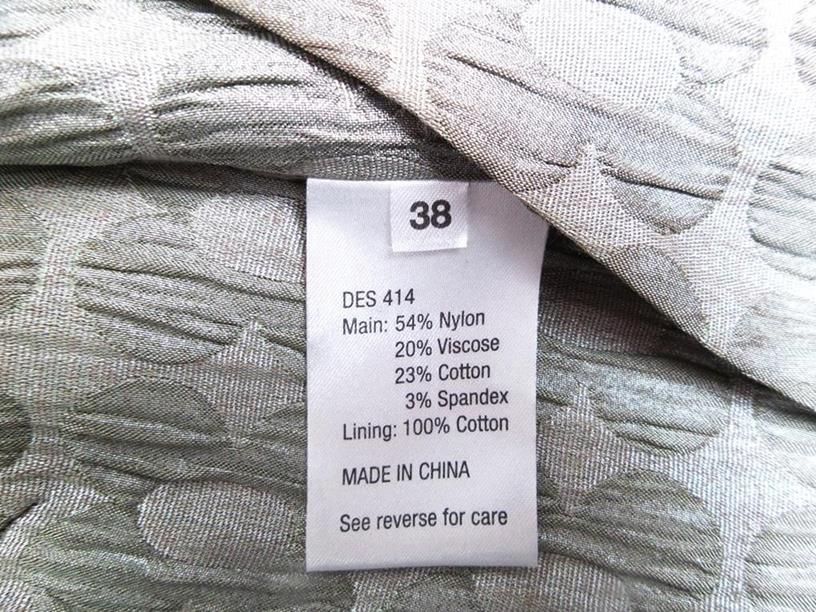 38
DES 414
Main: 54% Nylon
20% Viscose
23% Cotton
3% Spandex
Lining: 100% Cotton
MADE IN CHINA
See reverse for care